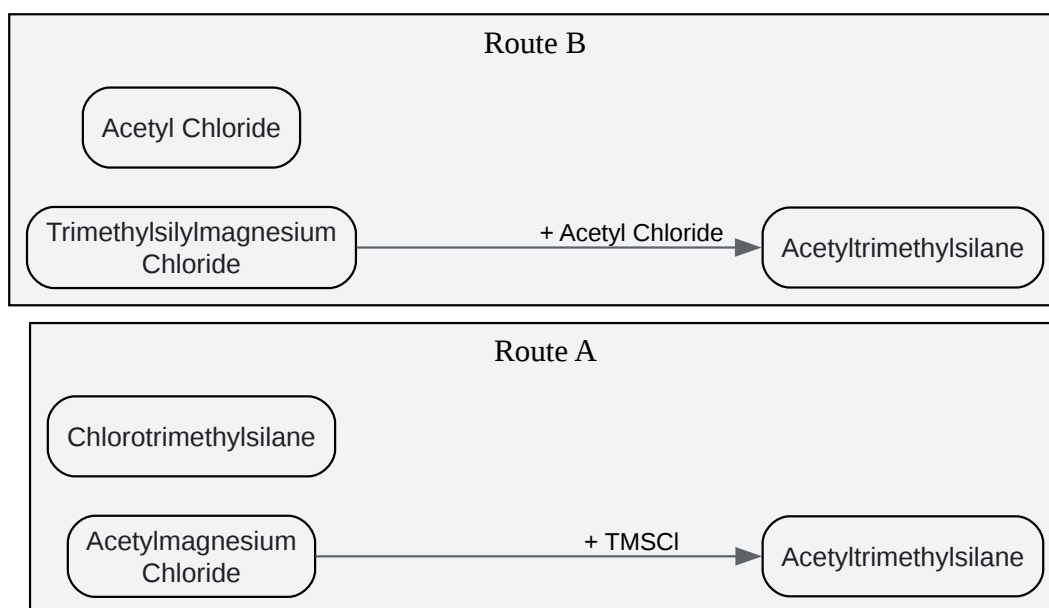 Route B
Acetyl Chloride
Trimethylsilylmagnesium
Chloride
+ Acetyl Chloride
Acetyltrimethylsilane
Route A
Chlorotrimethylsilane
Acetylmagnesium
Chloride
+ TMSCl
Acetyltrimethylsilane